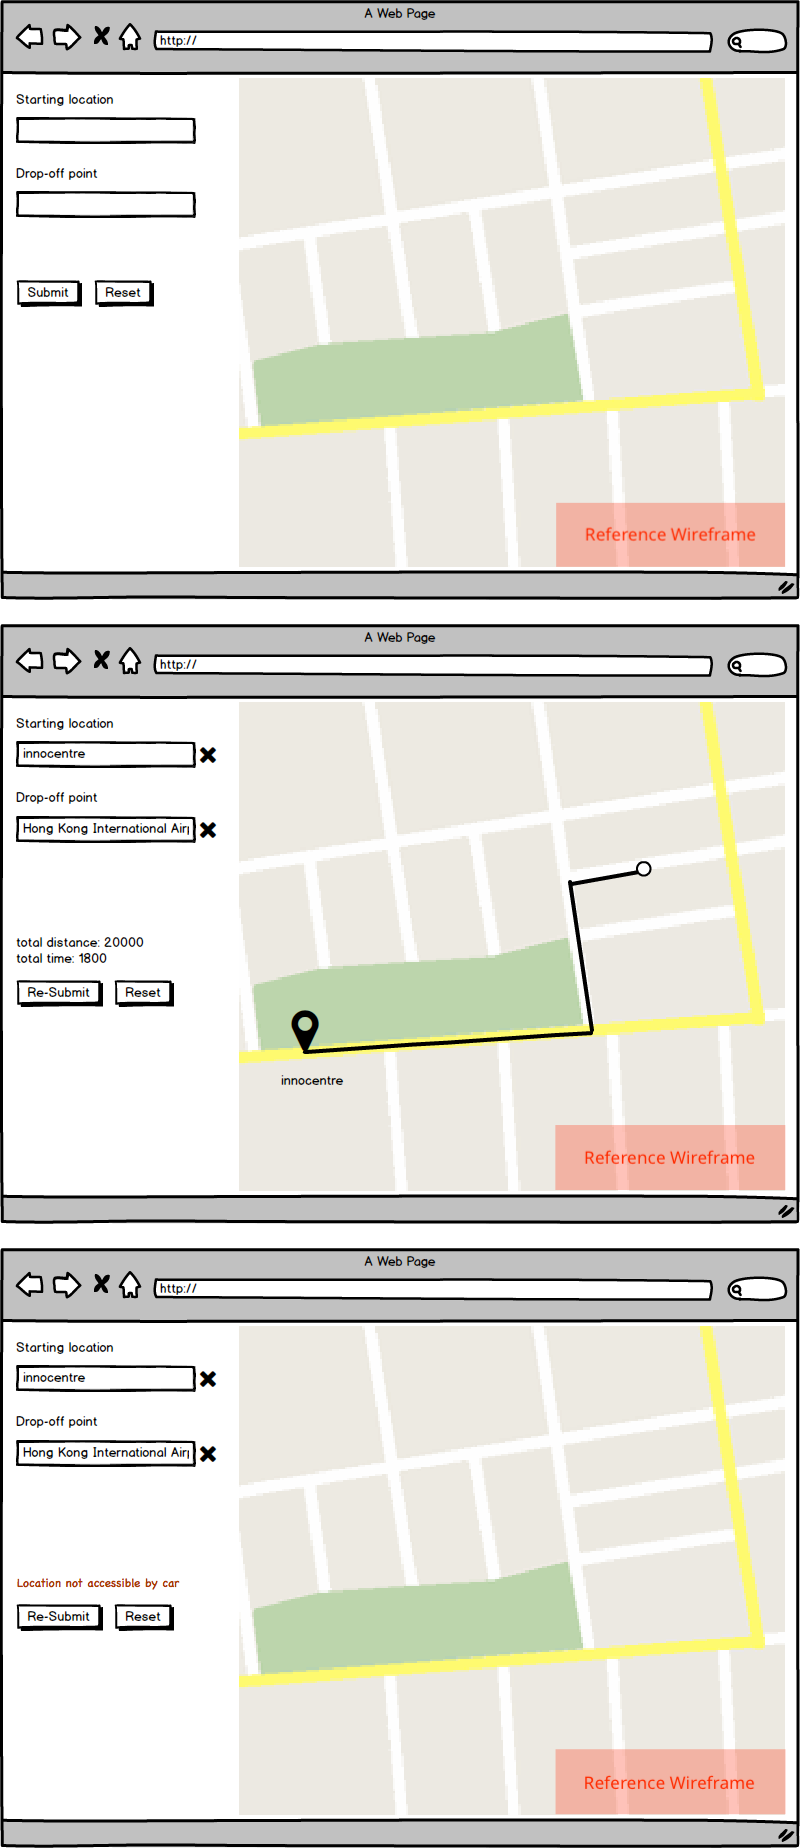 A Web Page
http://
Starting location
Drop-off point
Submit
Reset
Reference Wireframe
A Web Page
http://
Starting location
innocentre
Drop-off point
Hong Kong International Air
total distance: 20000
total time: 1800
Re-Submit
Reset
innocentre
Reference Wireframe
A Web Page
http://
Starting location
innocentre
Drop-off point
Hong Kong International Air
Location not accessible by car
Re-Submit
Reset
Reference Wireframe